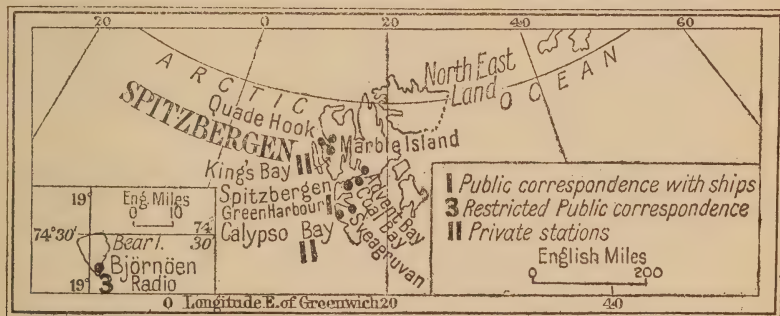 20 0 20 40 60
ARCTIC OCEAN
North East
Land
SPITZBERGEN
Quade Hook
Marble Island
King's Bay II
Spitzbergen
Green Harbour I
Calypso Bay
II
Advent Bay
Coal Bay
Skeagruvan
19° Eng. Miles
0 10
74°
74°30' 30'
Bear I.
Björnöen
19° Radio
3
I Public correspondence with ships
3 Restricted Public correspondence
II Private stations
English Miles
0 200
0 Longitude E. of Greenwich 20 40